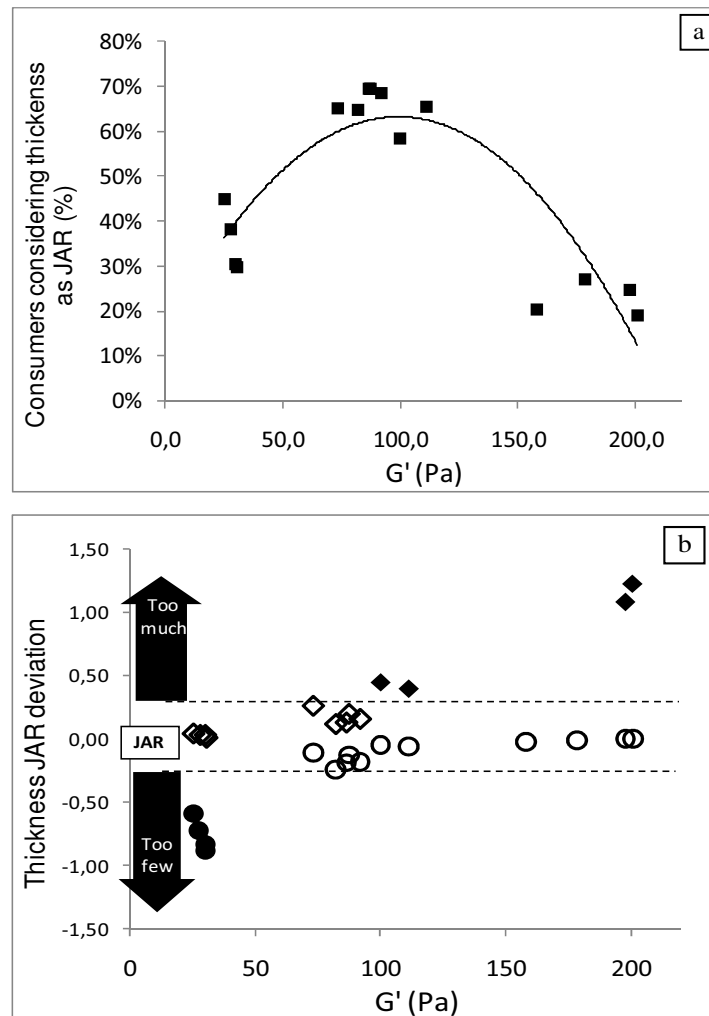 a
Consumers considering thickenss
as JAR (%)
80%
70%
60%
50%
40%
30%
20%
10%
0%
0,0 50,0 100,0 150,0 200,0
G' (Pa)
b
Thickness JAR deviation
1,50
1,00
0,50
0,00
-0,50
-1,00
-1,50
Too
much
JAR
Too
few
0 50 100 150 200
G' (Pa)